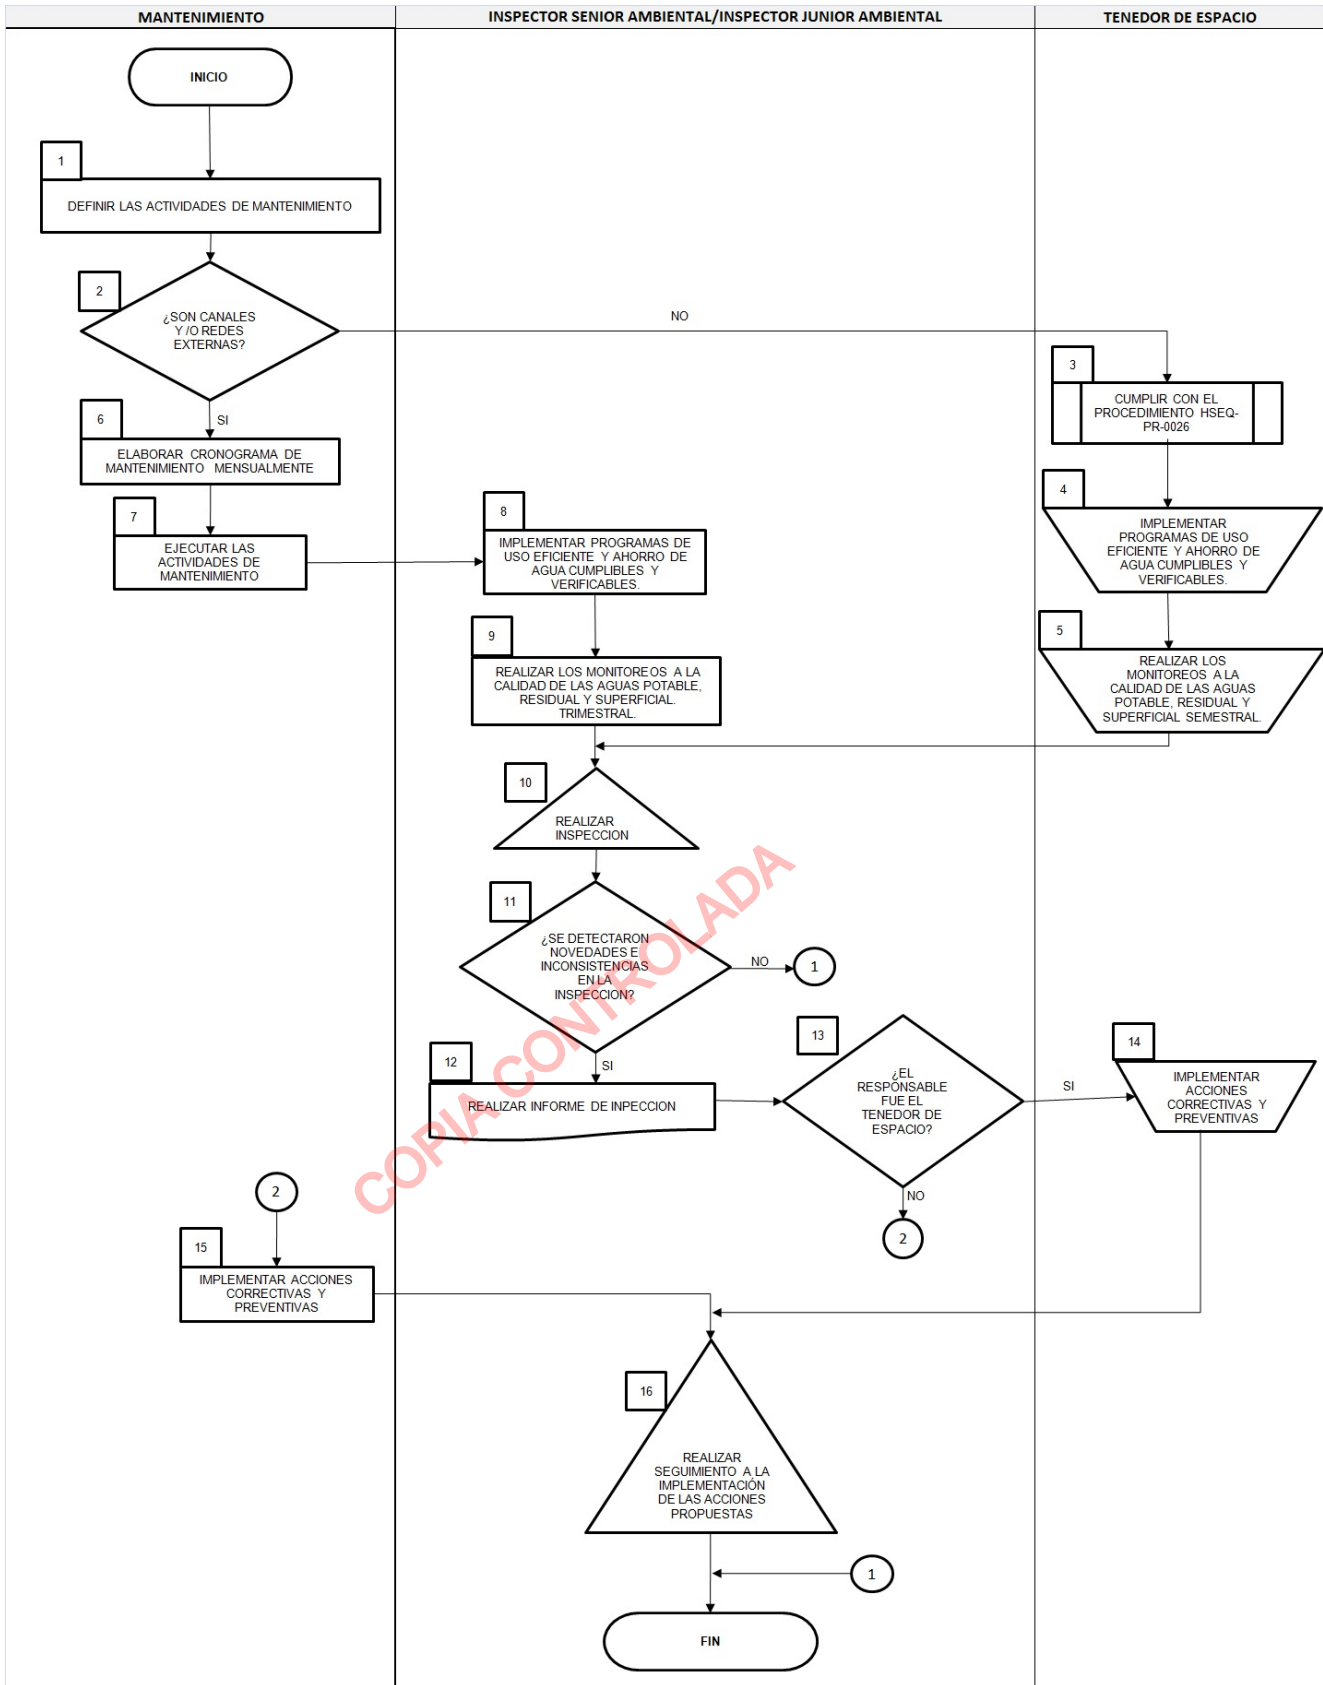 MANTENIMIENTO
INSPECTOR SENIOR AMBIENTAL/INSPECTOR JUNIOR AMBIENTAL
TENEDOR DE ESPACIO
INICIO
1
DEFINIR LAS ACTIVIDADES DE MANTENIMIENTO
2
¿SON CANALES
Y /O REDES
EXTERNAS?
NO
SI
3
CUMPLIR CON EL
PROCEDIMIENTO HSEQ-
PR-0026
6
ELABORAR CRONOGRAMA DE
MANTENIMIENTO MENSUALMENTE
7
EJECUTAR LAS
ACTIVIDADES DE
MANTENIMIENTO
8
IMPLEMENTAR PROGRAMAS DE
USO EFICIENTE Y AHORRO DE
AGUA CUMPLIBLES Y
VERIFICABLES.
4
IMPLEMENTAR
PROGRAMAS DE USO
EFICIENTE Y AHORRO DE
AGUA CUMPLIBLES Y
VERIFICABLES.
9
REALIZAR LOS MONITOREOS A LA
CALIDAD DE LAS AGUAS POTABLE,
RESIDUAL Y SUPERFICIAL.
TRIMESTRAL.
5
REALIZAR LOS
MONITOREOS A LA
CALIDAD DE LAS AGUAS
POTABLE, RESIDUAL Y
SUPERFICIAL SEMESTRAL.
10
REALIZAR
INSPECCION
11
¿SE DETECTARON
NOVEDADES E
INCONSISTENCIAS
EN LA
INSPECCION?
NO
1
SI
12
REALIZAR INFORME DE INPECCION
13
¿EL
RESPONSABLE
FUE EL
TENEDOR DE
ESPACIO?
SI
NO
2
14
IMPLEMENTAR
ACCIONES
CORRECTIVAS Y
PREVENTIVAS
2
15
IMPLEMENTAR ACCIONES
CORRECTIVAS Y
PREVENTIVAS
16
REALIZAR
SEGUIMIENTO A LA
IMPLEMENTACIÓN
DE LAS ACCIONES
PROPUESTAS
1
FIN
COPIA CONTROLADA